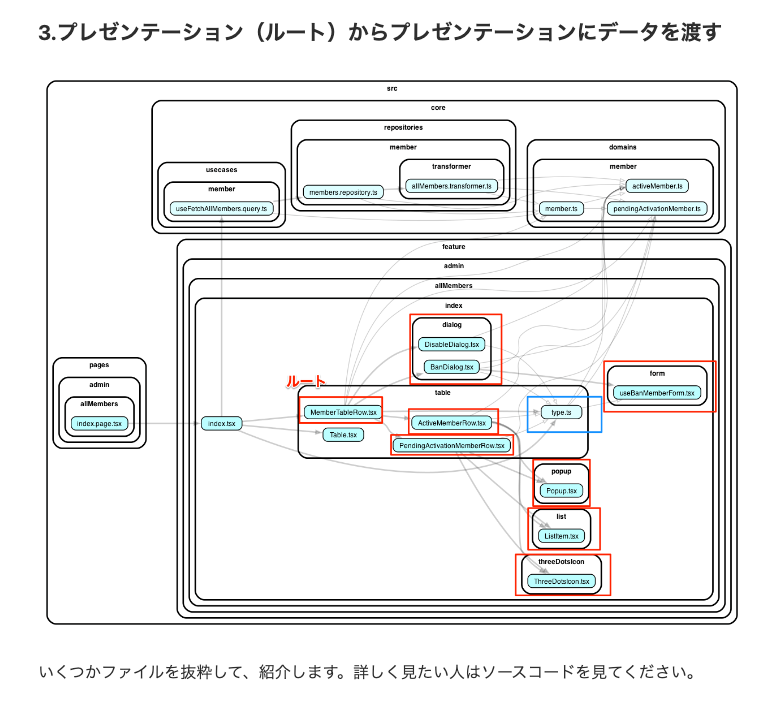 3.プレゼンテーション（ルート）からプレゼンテーションにデータを渡す
src
core
repositories
member
transformer
allMembers.transformer.ts
members.repository.ts
domains
member
activeMember.ts
member.ts
pendingActivationMember.ts
usecases
member
useFetchAllMembers.query.ts
feature
admin
allMembers
index
dialog
DisableDialog.tsx
BanDialog.tsx
form
useBanMemberForm.tsx
pages
admin
allMembers
index.page.tsx
index.tsx
ルート
table
MemberTableRow.tsx
ActiveMemberRow.tsx
type.ts
Table.tsx
PendingActivationMemberRow.tsx
popup
Popup.tsx
list
ListItem.tsx
threeDotsIcon
ThreeDotsIcon.tsx
いくつかファイルを抜粋して、紹介します。詳しく見たい人はソースコードを見てください。